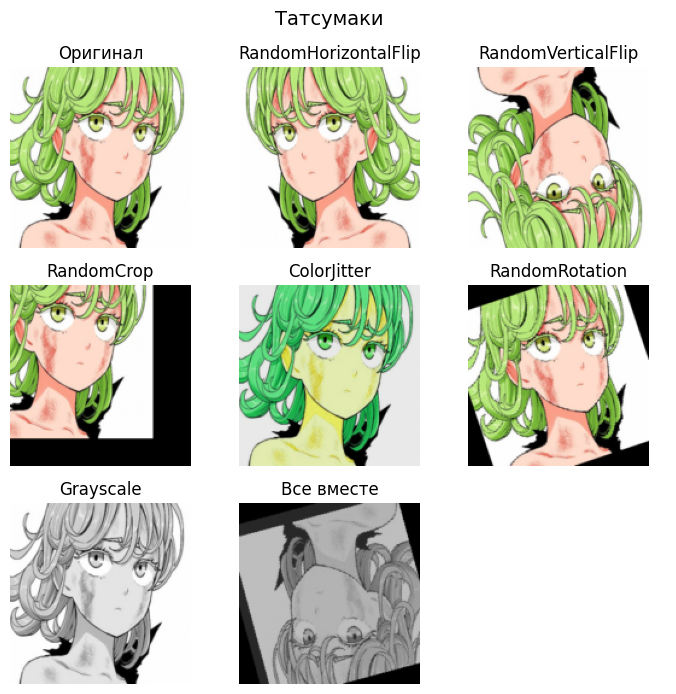 Татсумаки
Оригинал
RandomHorizontalFlip
RandomVerticalFlip
RandomCrop
ColorJitter
RandomRotation
Grayscale
Все вместе